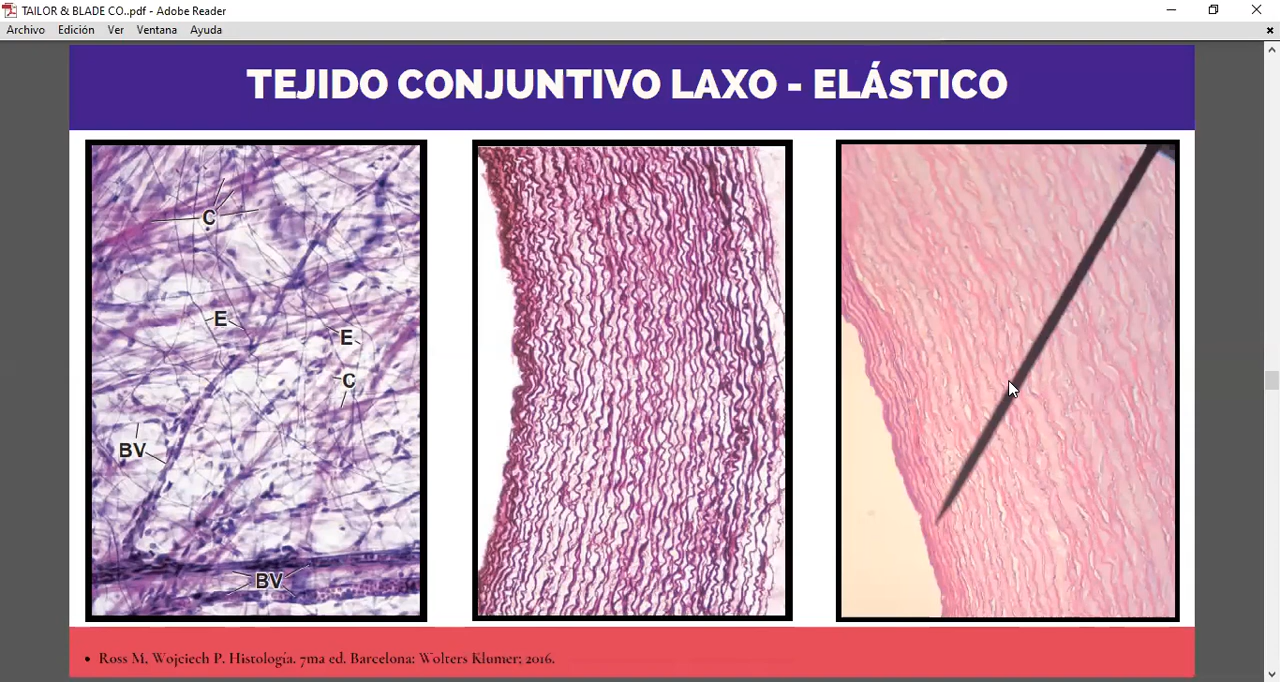 TAILOR & BLADE CO..pdf - Adobe Reader
Archivo Edición Ver Ventana Ayuda
TEJIDO CONJUNTIVO LAXO - ELÁSTICO
C
E
E
C
BV
BV
• Ross M, Wojciech P. Histología. 7ma ed. Barcelona: Wolters Klumer; 2016.